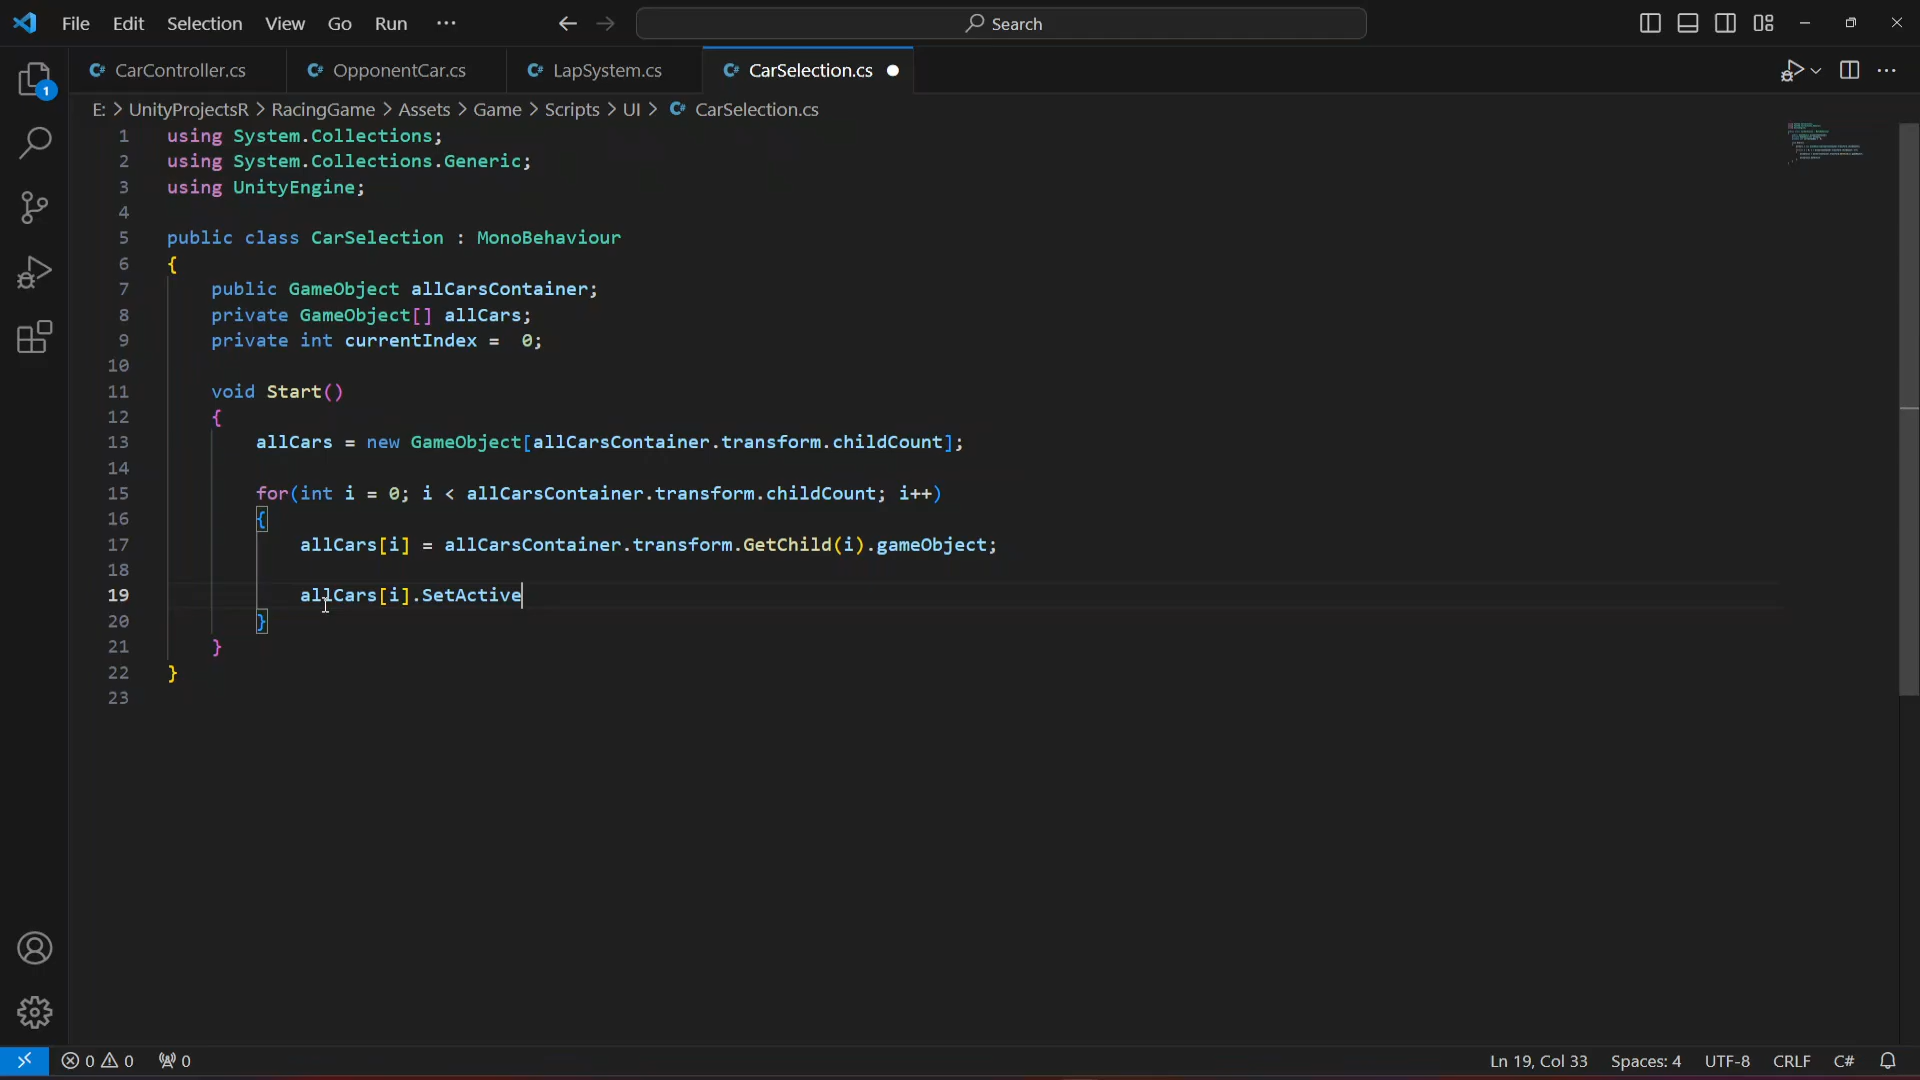 File Edit Selection View Go Run ··· Search
CarController.cs OpponentCar.cs LapSystem.cs CarSelection.cs
E: > UnityProjectsR > RacingGame > Assets > Game > Scripts > UI > CarSelection.cs
1 using System.Collections;
2 using System.Collections.Generic;
3 using UnityEngine;
4
5 public class CarSelection : MonoBehaviour
6 {
7 public GameObject allCarsContainer;
8 private GameObject[] allCars;
9 private int currentIndex =  0;
10
11 void Start()
12 {
13 allCars = new GameObject[allCarsContainer.transform.childCount];
14
15 for(int i = 0; i < allCarsContainer.transform.childCount; i++)
16 {
17 allCars[i] = allCarsContainer.transform.GetChild(i).gameObject;
18
19 allCars[i].SetActive
20 }
21 }
22 }
23
1
0 0 0 Ln 19, Col 33 Spaces: 4 UTF-8 CRLF C#